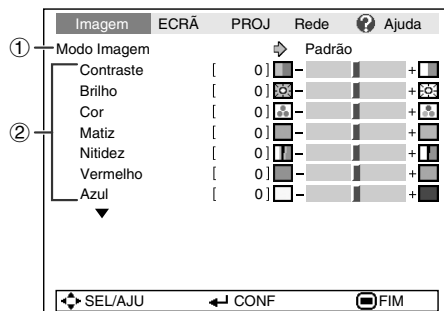 Imagem ECRÃ PROJ Rede ? Ajuda
① Modo Imagem Padrão
Contraste [ 0 ] − +
Brilho [ 0 ] − +
② Cor [ 0 ] − +
Matiz [ 0 ] − +
Nitidez [ 0 ] − +
Vermelho [ 0 ] − +
Azul [ 0 ] − +
SEL/AJU CONF FIM